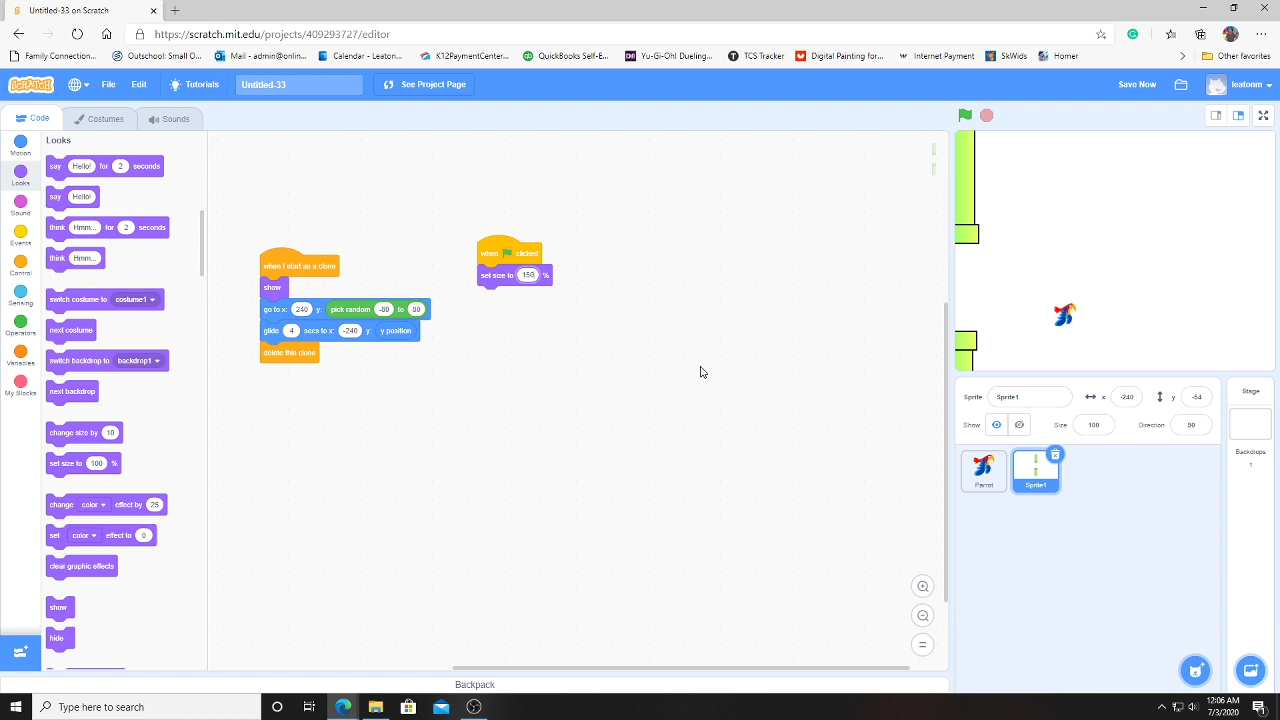 Untitled-33 on Scratch
https://scratch.mit.edu/projects/409293727/editor
Family Connection... Outschool: Small O... Mail - admin@onlin... Calendar - Leaton... K12PaymentCenter... QuickBooks Self-E... Yu-Gi-Oh! Dueling... TCS Tracker Digital Painting for... Internet Payment SkWids Homer Other favorites
SCRATCH File Edit Tutorials Untitled-33 See Project Page Save Now leatonm
Code Costumes Sounds
Motion
Looks
Sound
Events
Control
Sensing
Operators
Variables
My Blocks
Looks
say Hello! for 2 seconds
say Hello!
think Hmm... for 2 seconds
think Hmm...
switch costume to costume1
next costume
switch backdrop to backdrop1
next backdrop
change size by 10
set size to 100 %
change color effect by 25
set color effect to 0
clear graphic effects
show
hide
when I start as a clone
show
go to x: 240 y: pick random -80 to 80
glide 4 secs to x: -240 y: y position
delete this clone
when clicked
set size to 150 %
Sprite Sprite1 x -240 y -54
Show Size 100 Direction 90
Parrot
Sprite1
Stage
Backdrops
1
Backpack
Type here to search
12:06 AM
7/3/2020